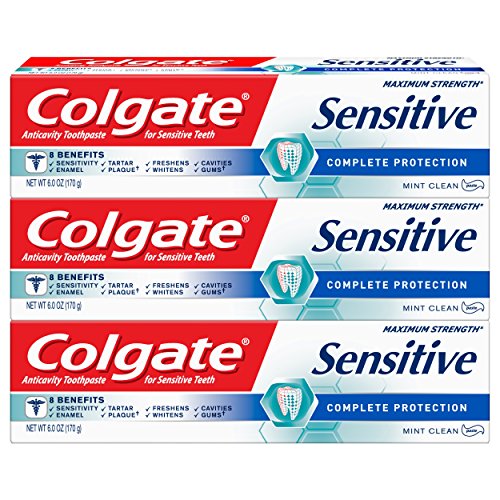 MAXIMUM STRENGTH*
Colgate® Sensitive
Anticavity Toothpaste for Sensitive Teeth
8 BENEFITS
✓ SENSITIVITY ✓ TARTAR ✓ FRESHENS ✓ CAVITIES
✓ ENAMEL PLAQUE† WHITENS GUMS†
COMPLETE PROTECTION
NET WT 6.0 OZ (170 g)
MINT CLEAN paste
MAXIMUM STRENGTH*
Colgate® Sensitive
Anticavity Toothpaste for Sensitive Teeth
8 BENEFITS
✓ SENSITIVITY ✓ TARTAR ✓ FRESHENS ✓ CAVITIES
✓ ENAMEL PLAQUE† WHITENS GUMS†
COMPLETE PROTECTION
NET WT 6.0 OZ (170 g)
MINT CLEAN paste
MAXIMUM STRENGTH*
Colgate® Sensitive
Anticavity Toothpaste for Sensitive Teeth
8 BENEFITS
✓ SENSITIVITY ✓ TARTAR ✓ FRESHENS ✓ CAVITIES
✓ ENAMEL PLAQUE† WHITENS GUMS†
COMPLETE PROTECTION
NET WT 6.0 OZ (170 g)
MINT CLEAN paste